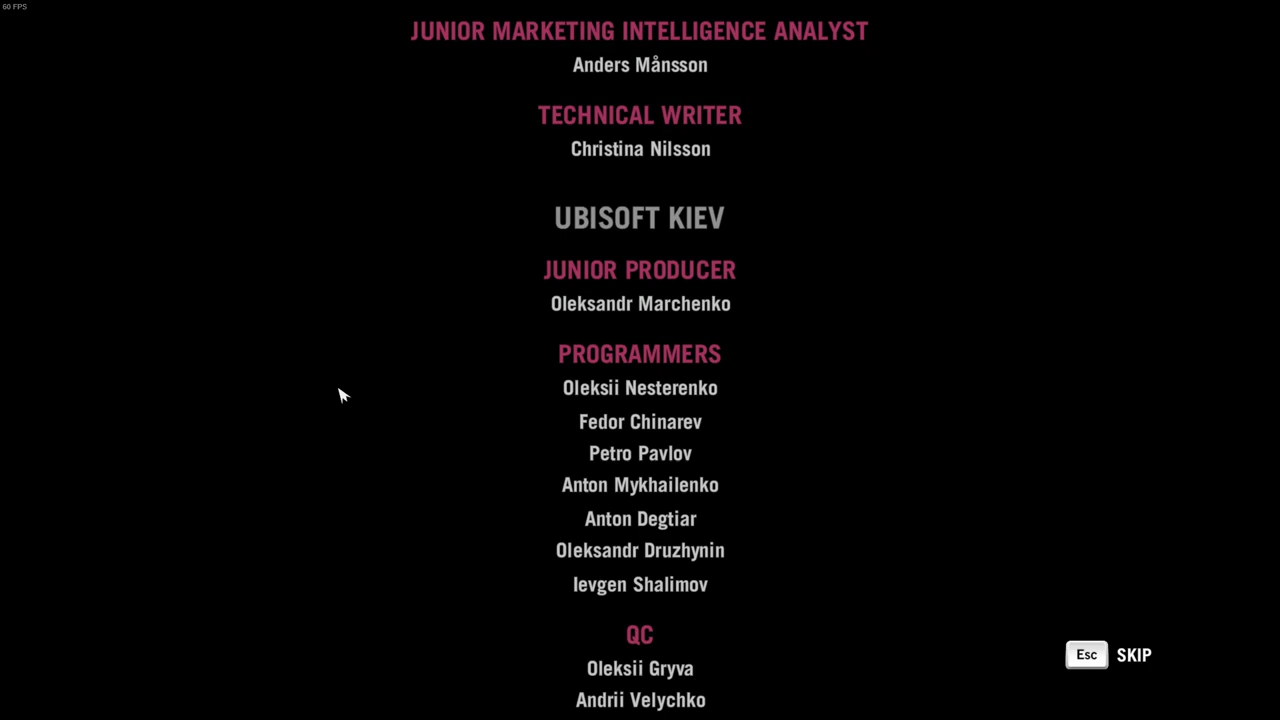 60 FPS
JUNIOR MARKETING INTELLIGENCE ANALYST
Anders Månsson
TECHNICAL WRITER
Christina Nilsson
UBISOFT KIEV
JUNIOR PRODUCER
Oleksandr Marchenko
PROGRAMMERS
Oleksii Nesterenko
Fedor Chinarev
Petro Pavlov
Anton Mykhailenko
Anton Degtiar
Oleksandr Druzhynin
Ievgen Shalimov
QC
Oleksii Gryva
Esc SKIP
Andrii Velychko